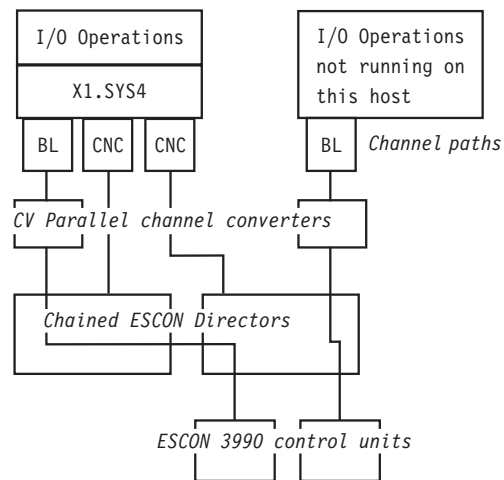 I/O Operations
X1.SYS4
I/O Operations
not running on
this host
BL CNC CNC
BL Channel paths
CV Parallel channel converters
Chained ESCON Directors
ESCON 3990 control units